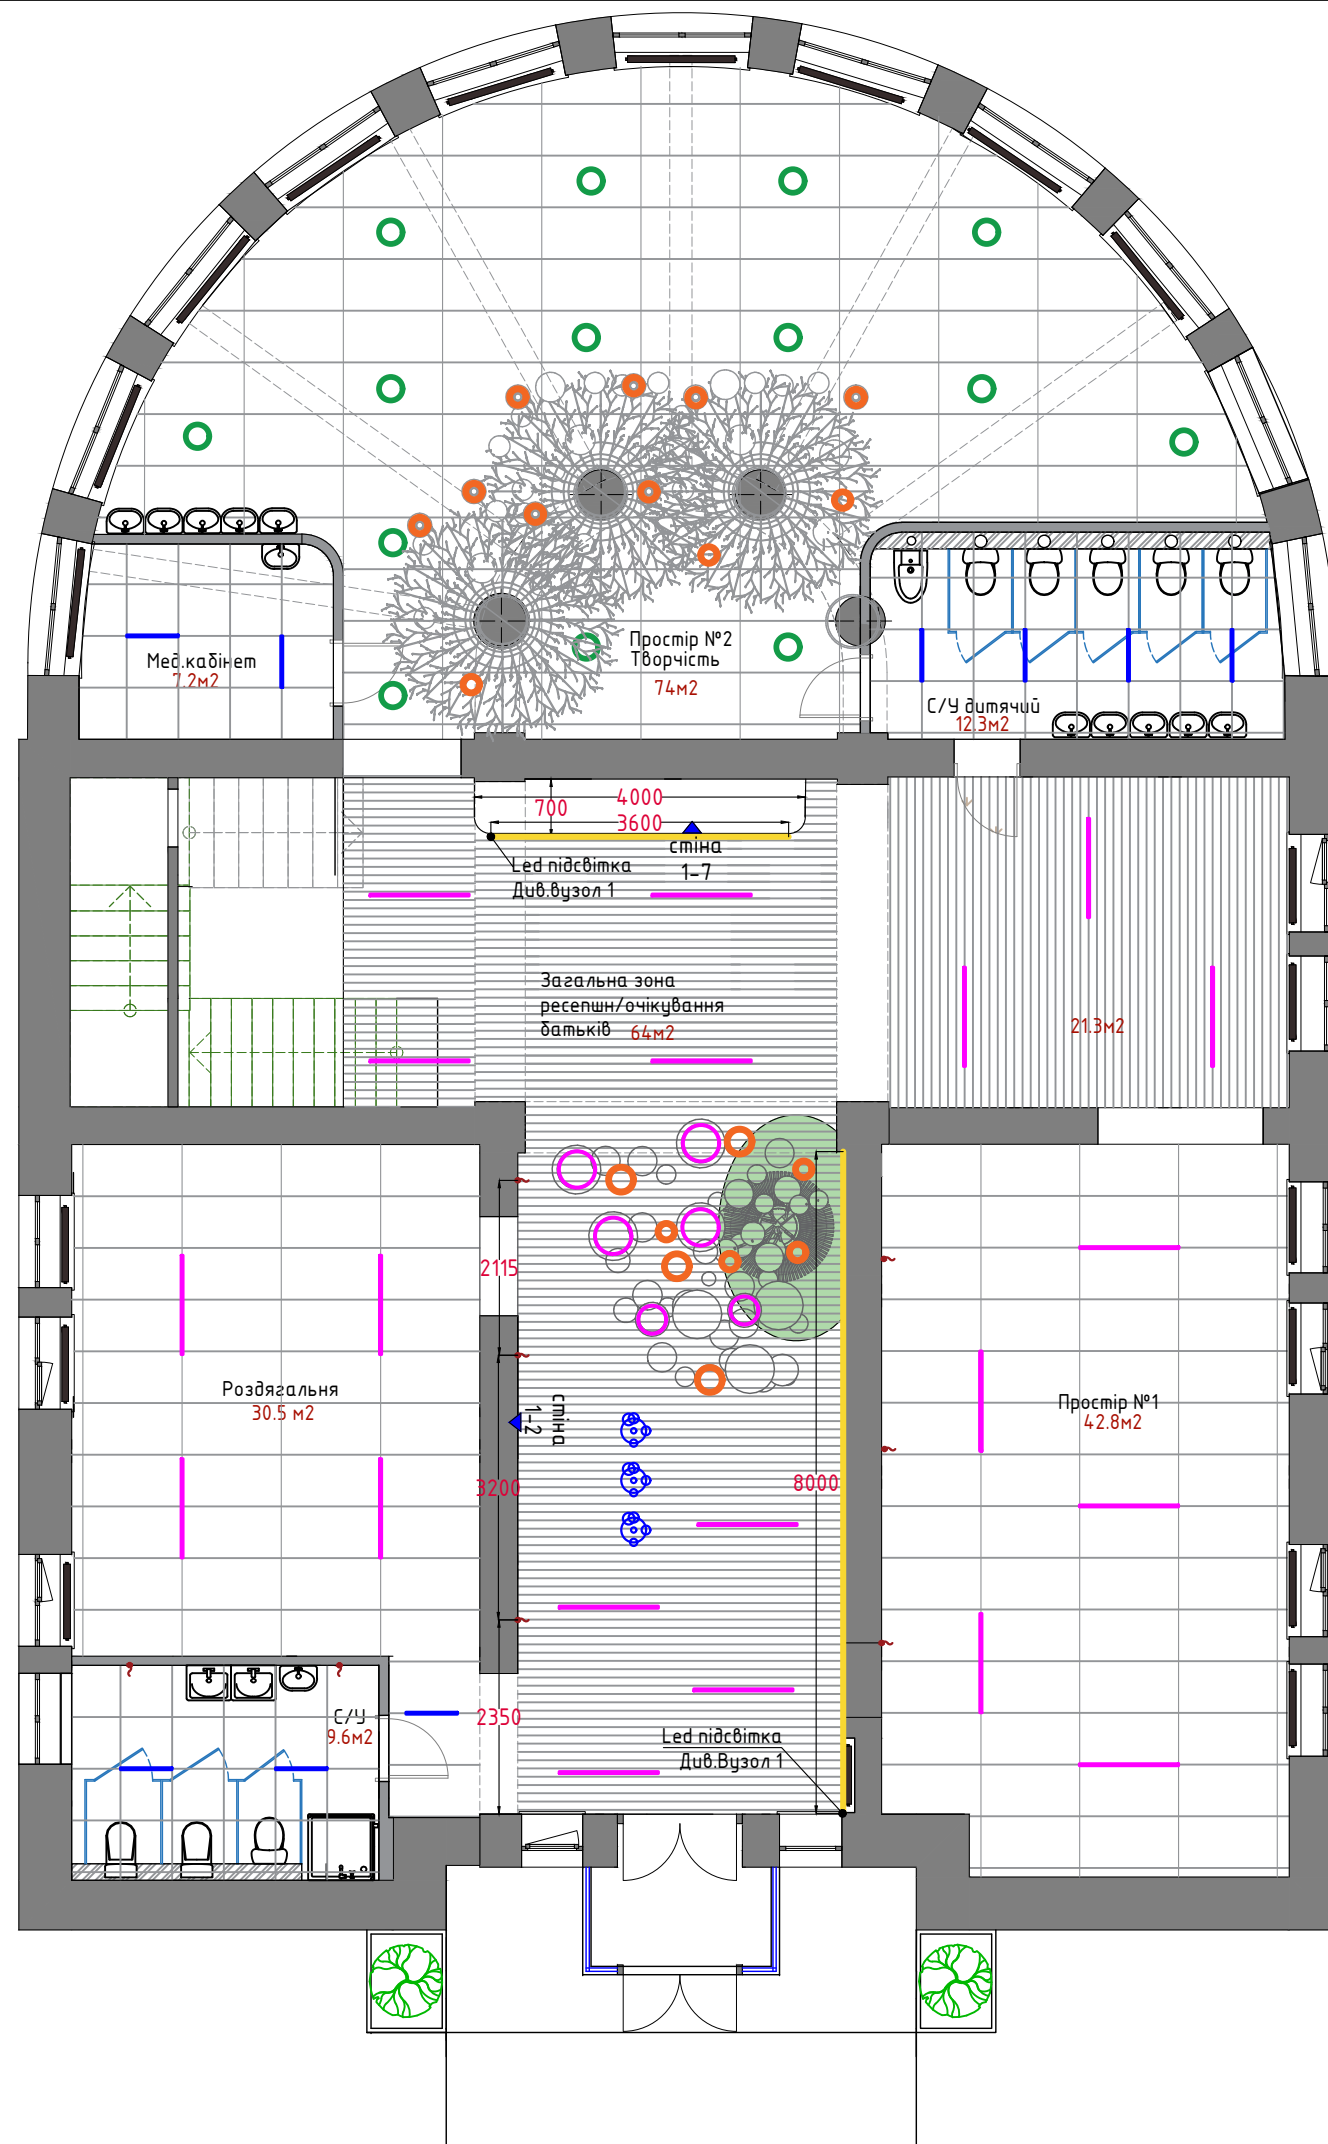 Простір №2
Творчість
74м2
Мед.кабінет
7.2м2
С/У дитячий
12.3м2
4000
700
3600
стіна
1-7
Led підсвітка
Див.вузол 1
Загальна зона
ресепшн/очікування
батьків 64м2
21.3м2
2115
Роздягальня
30.5 м2
стіна
1-2
Простір №1
42.8м2
3200
8000
С/У
9.6м2
2350
Led підсвітка
Див.Вузол 1